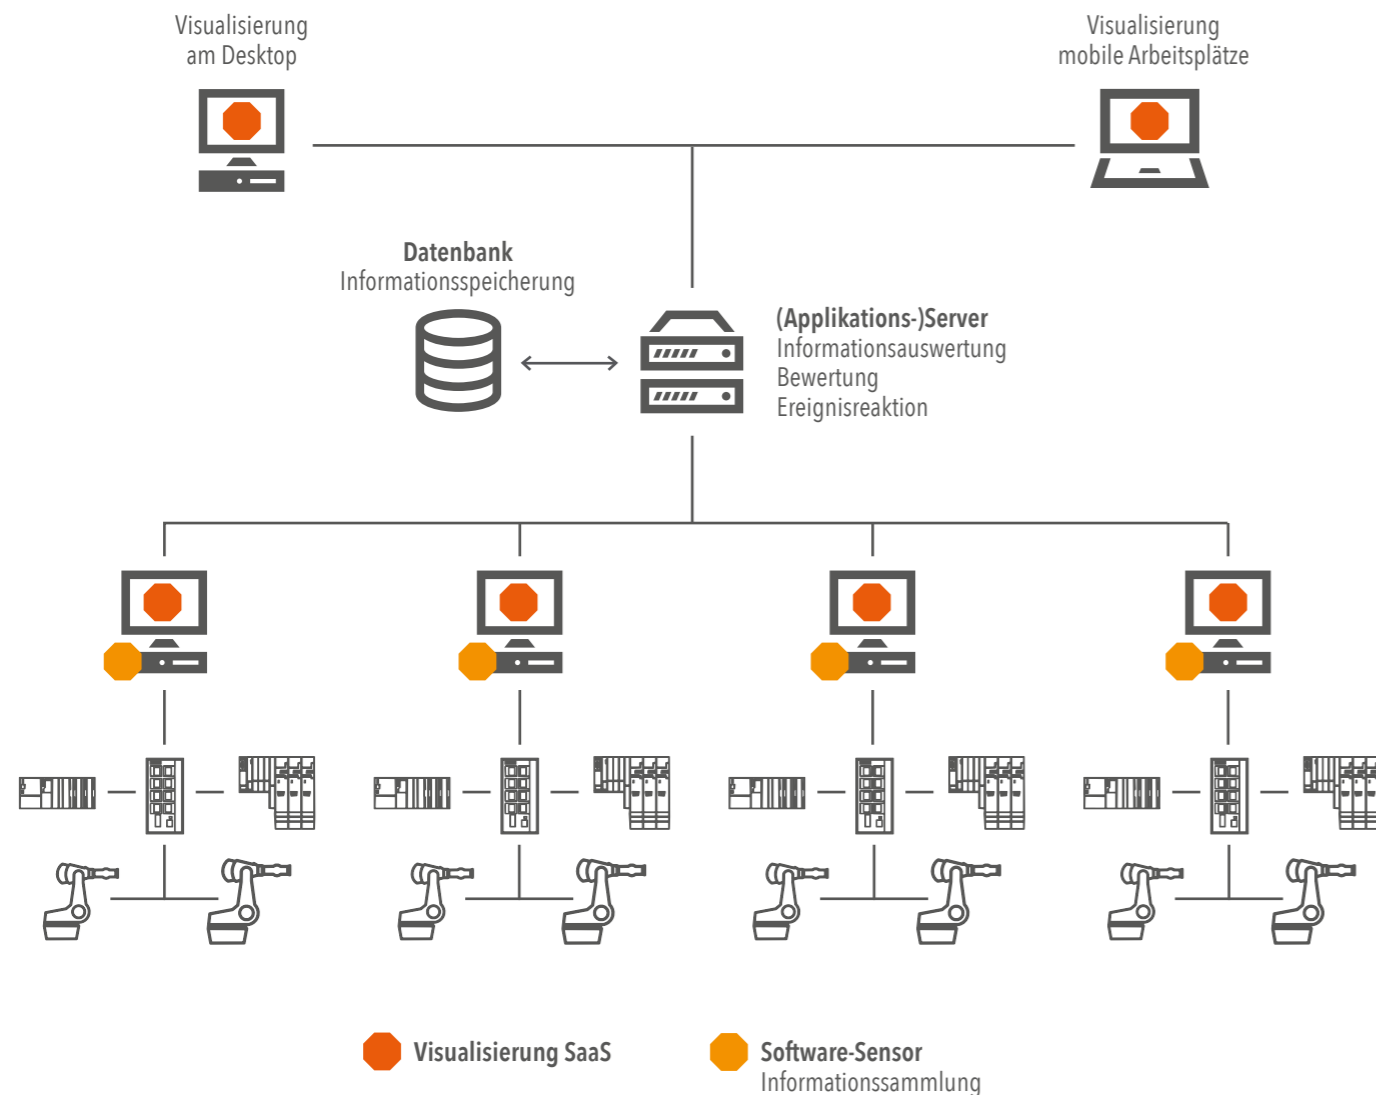 Visualisierung
am Desktop
Visualisierung
mobile Arbeitsplätze
Datenbank
Informationsspeicherung
(Applikations-)Server
Informationsauswertung
Bewertung
Ereignisreaktion
Visualisierung SaaS
Software-Sensor
Informationssammlung